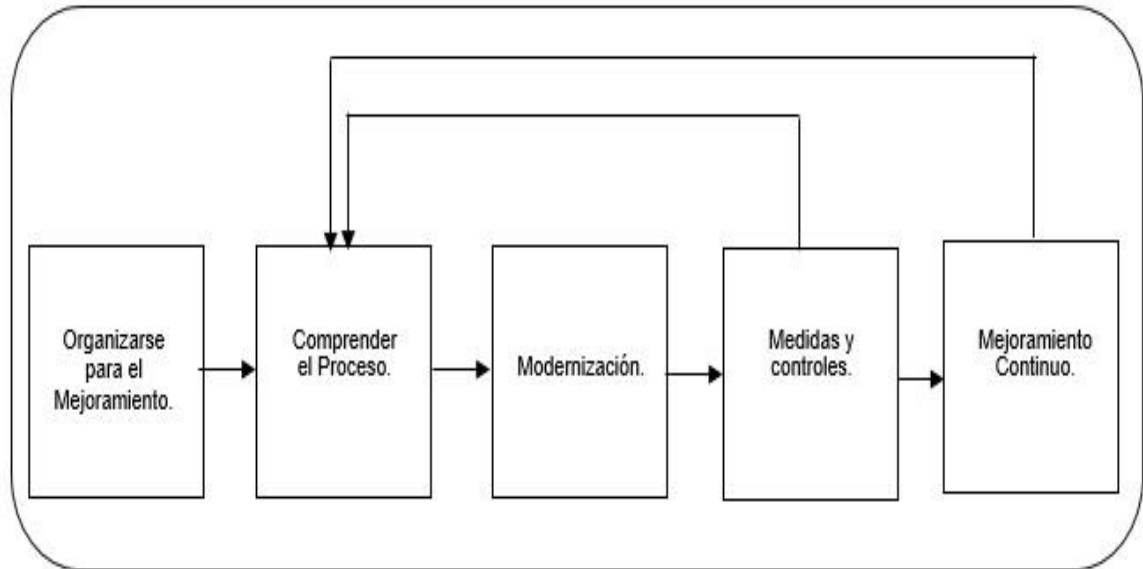 Organizarse
para el
Mejoramiento.
Comprender
el Proceso.
Modernización.
Medidas y
controles.
Mejoramiento
Continuo.